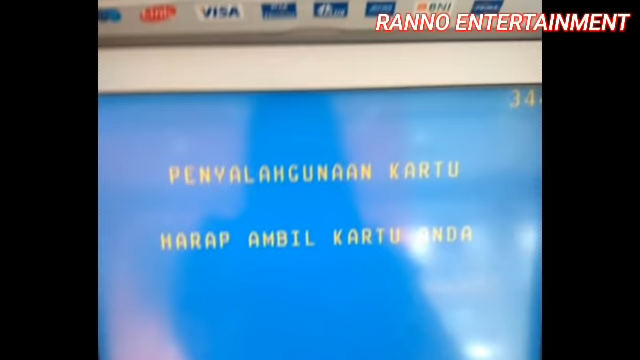 VISA
BNI
RANNO ENTERTAINMENT
34
PENYALAHGUNAAN KARTU
HARAP AMBIL KARTU ANDA